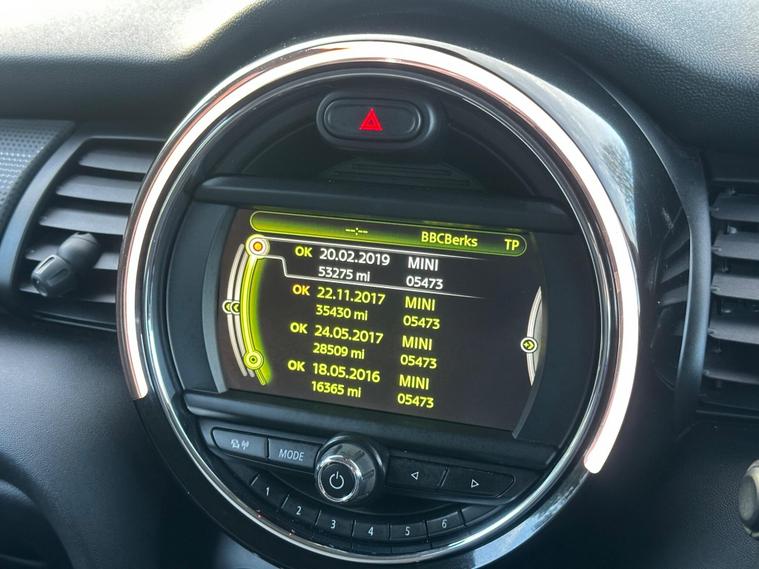 --:-- BBCBerks TP
OK 20.02.2019 MINI
53275 mi 05473
OK 22.11.2017 MINI
35430 mi 05473
OK 24.05.2017 MINI
28509 mi 05473
OK 18.05.2016 MINI
16365 mi 05473
MODE
1 2 3 4 5 6